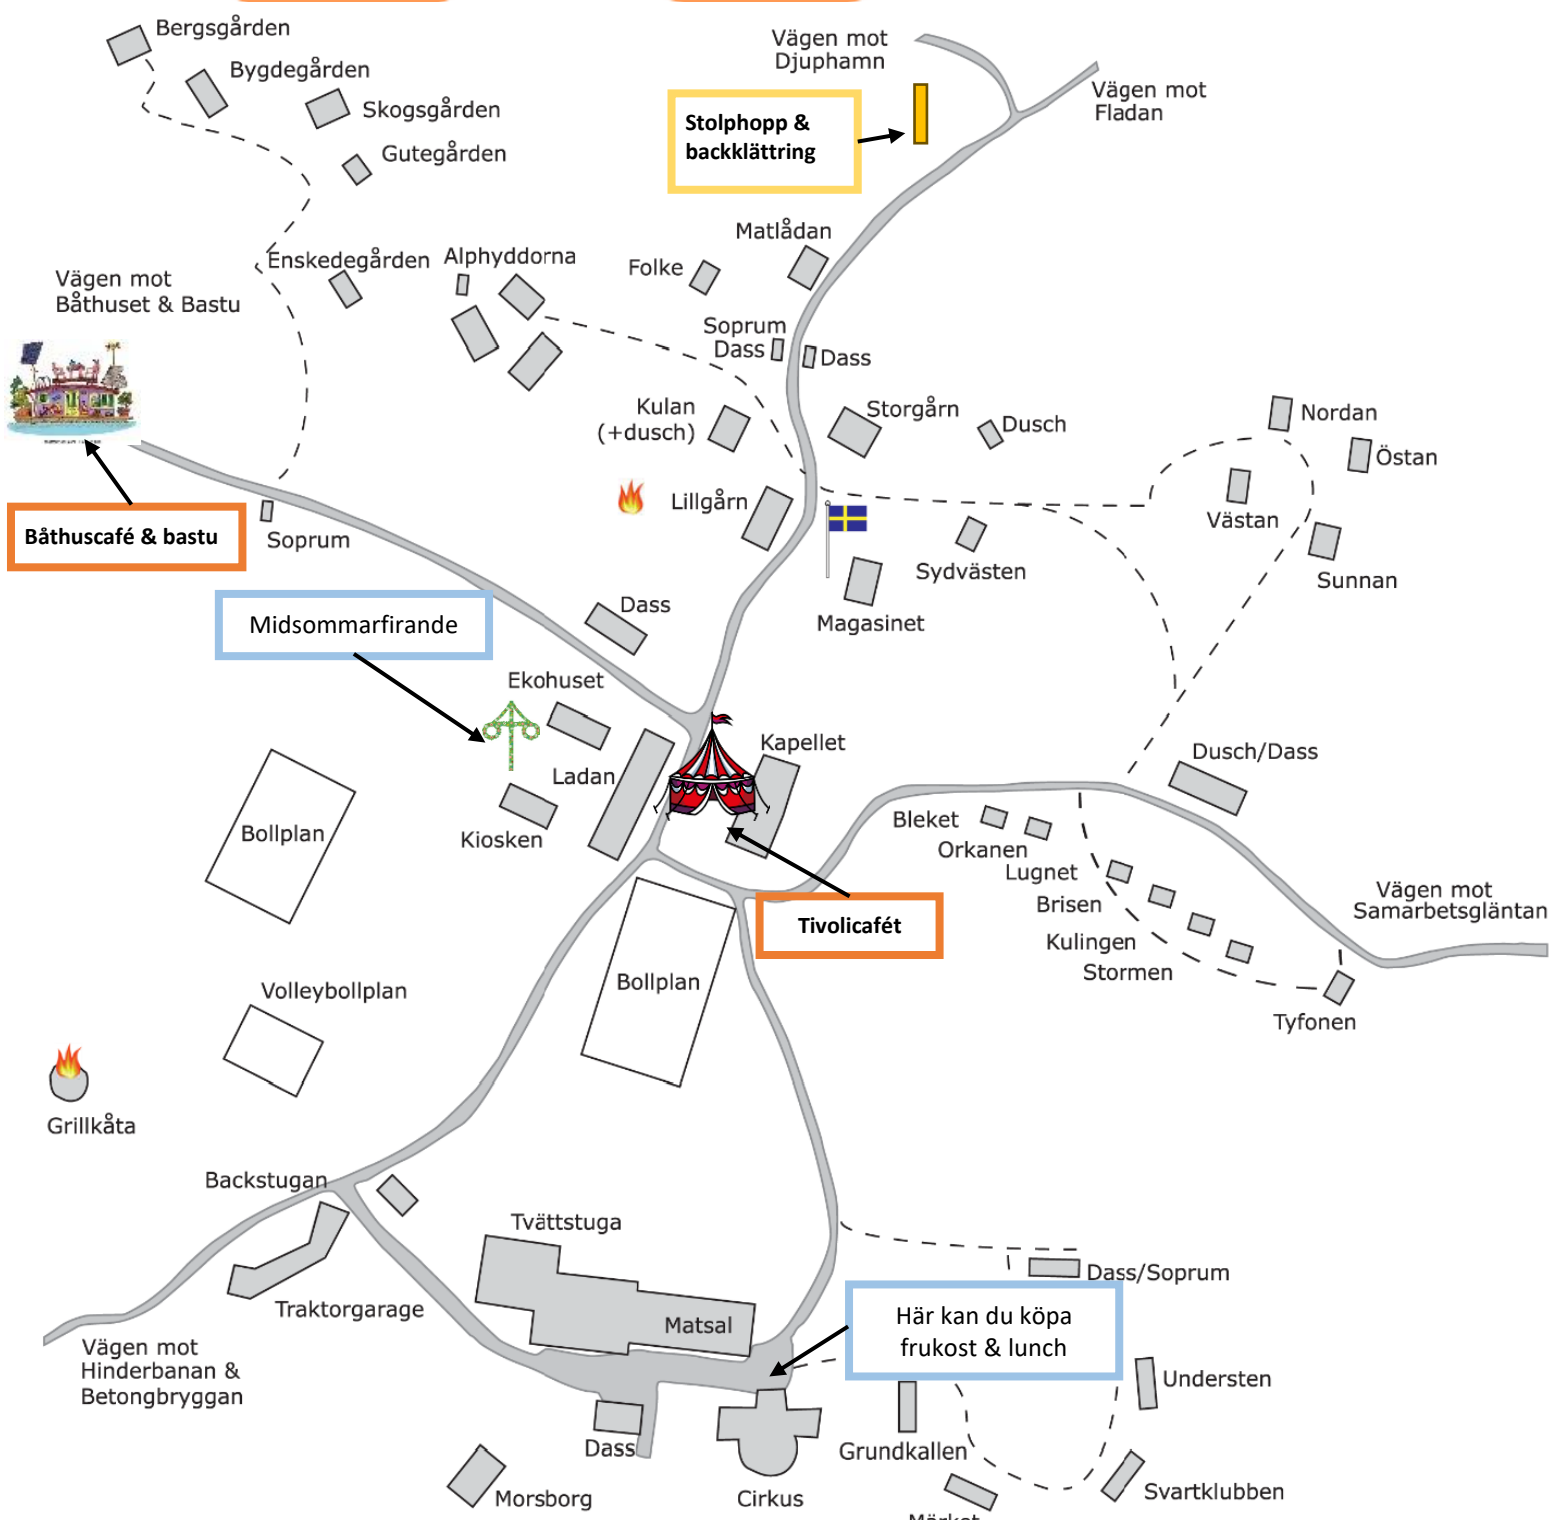 Bergsgården
Bygdegården
Skogsgården
Gutegården
Vägen mot
Djuphamn
Vägen mot
Fladan
Stolphopp &
backklättring
Matlådan
Folke
Enskedegården
Alphyddorna
Vägen mot
Båthuset & Bastu
Soprum
Dass
Dass
Kulan
(+dusch)
Storgårn
Dusch
Nordan
Östan
Västan
Sunnan
Lillgårn
Sydvästen
Magasinet
Båthuscafé & bastu
Soprum
Midsommarfirande
Dass
Ekohuset
Ladan
Kapellet
Kiosken
Bollplan
Dusch/Dass
Bleket
Orkanen
Lugnet
Brisen
Kulingen
Stormen
Tyfonen
Vägen mot
Samarbetsgläntan
Tivolicafét
Bollplan
Volleybollplan
Grillkåta
Backstugan
Traktorgarage
Tvättstuga
Matsal
Dass/Soprum
Här kan du köpa
frukost & lunch
Vägen mot
Hinderbanan &
Betongbryggan
Understen
Grundkallen
Dass
Cirkus
Morsborg
Svartklubben